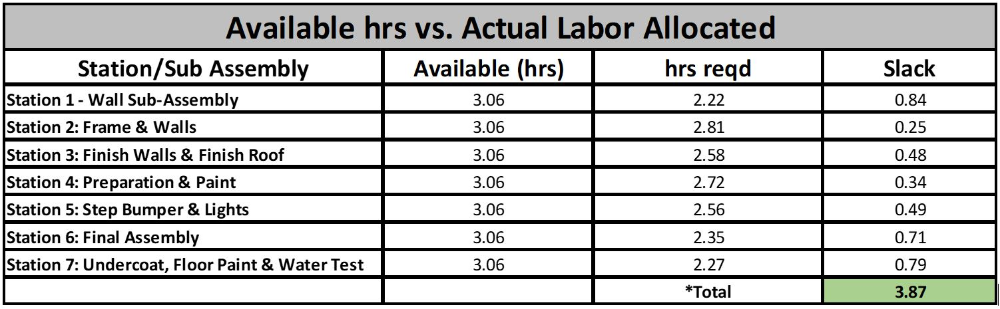 Available hrs vs. Actual Labor Allocated
Station/Sub Assembly Available (hrs) hrs reqd Slack
Station 1 - Wall Sub-Assembly 3.06 2.22 0.84
Station 2: Frame & Walls 3.06 2.81 0.25
Station 3: Finish Walls & Finish Roof 3.06 2.58 0.48
Station 4: Preparation & Paint 3.06 2.72 0.34
Station 5: Step Bumper & Lights 3.06 2.56 0.49
Station 6: Final Assembly 3.06 2.35 0.71
Station 7: Undercoat, Floor Paint & Water Test 3.06 2.27 0.79
*Total 3.87